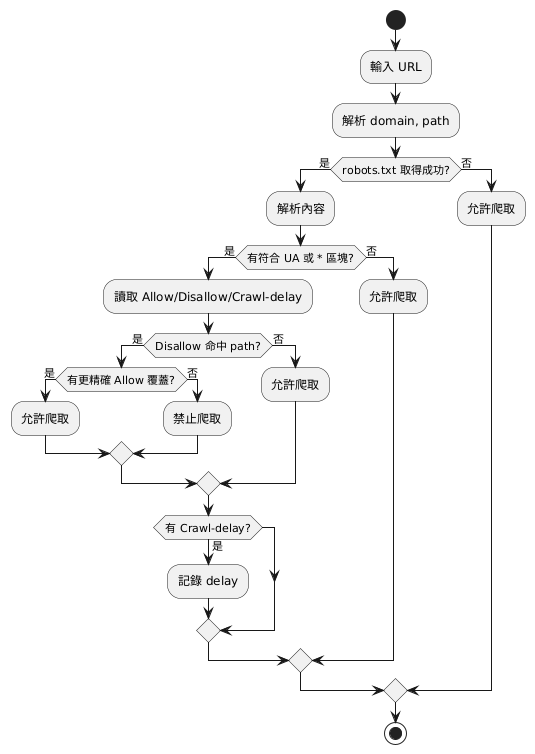 輸入 URL
解析 domain, path
robots.txt 取得成功?
是
否
解析內容
允許爬取
有符合 UA 或 * 區塊?
是
否
讀取 Allow/Disallow/Crawl-delay
允許爬取
Disallow 命中 path?
是
否
有更精確 Allow 覆蓋?
是
否
允許爬取
允許爬取
禁止爬取
有 Crawl-delay?
是
記錄 delay